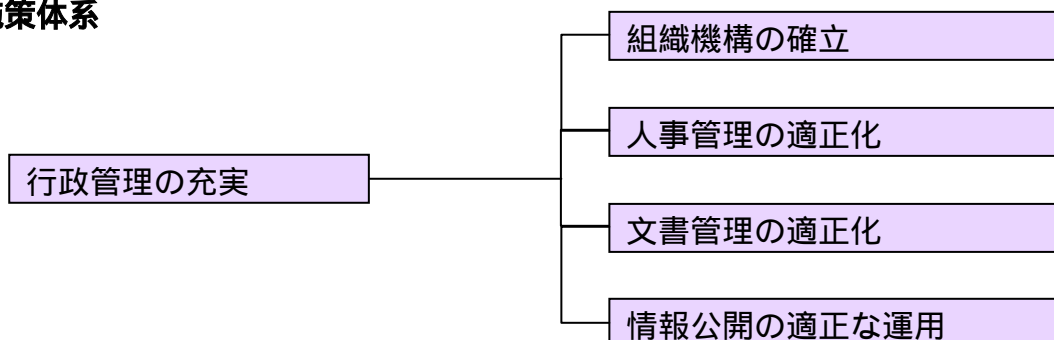 施策体系
組織機構の確立
人事管理の適正化
行政管理の充実
文書管理の適正化
情報公開の適正な運用